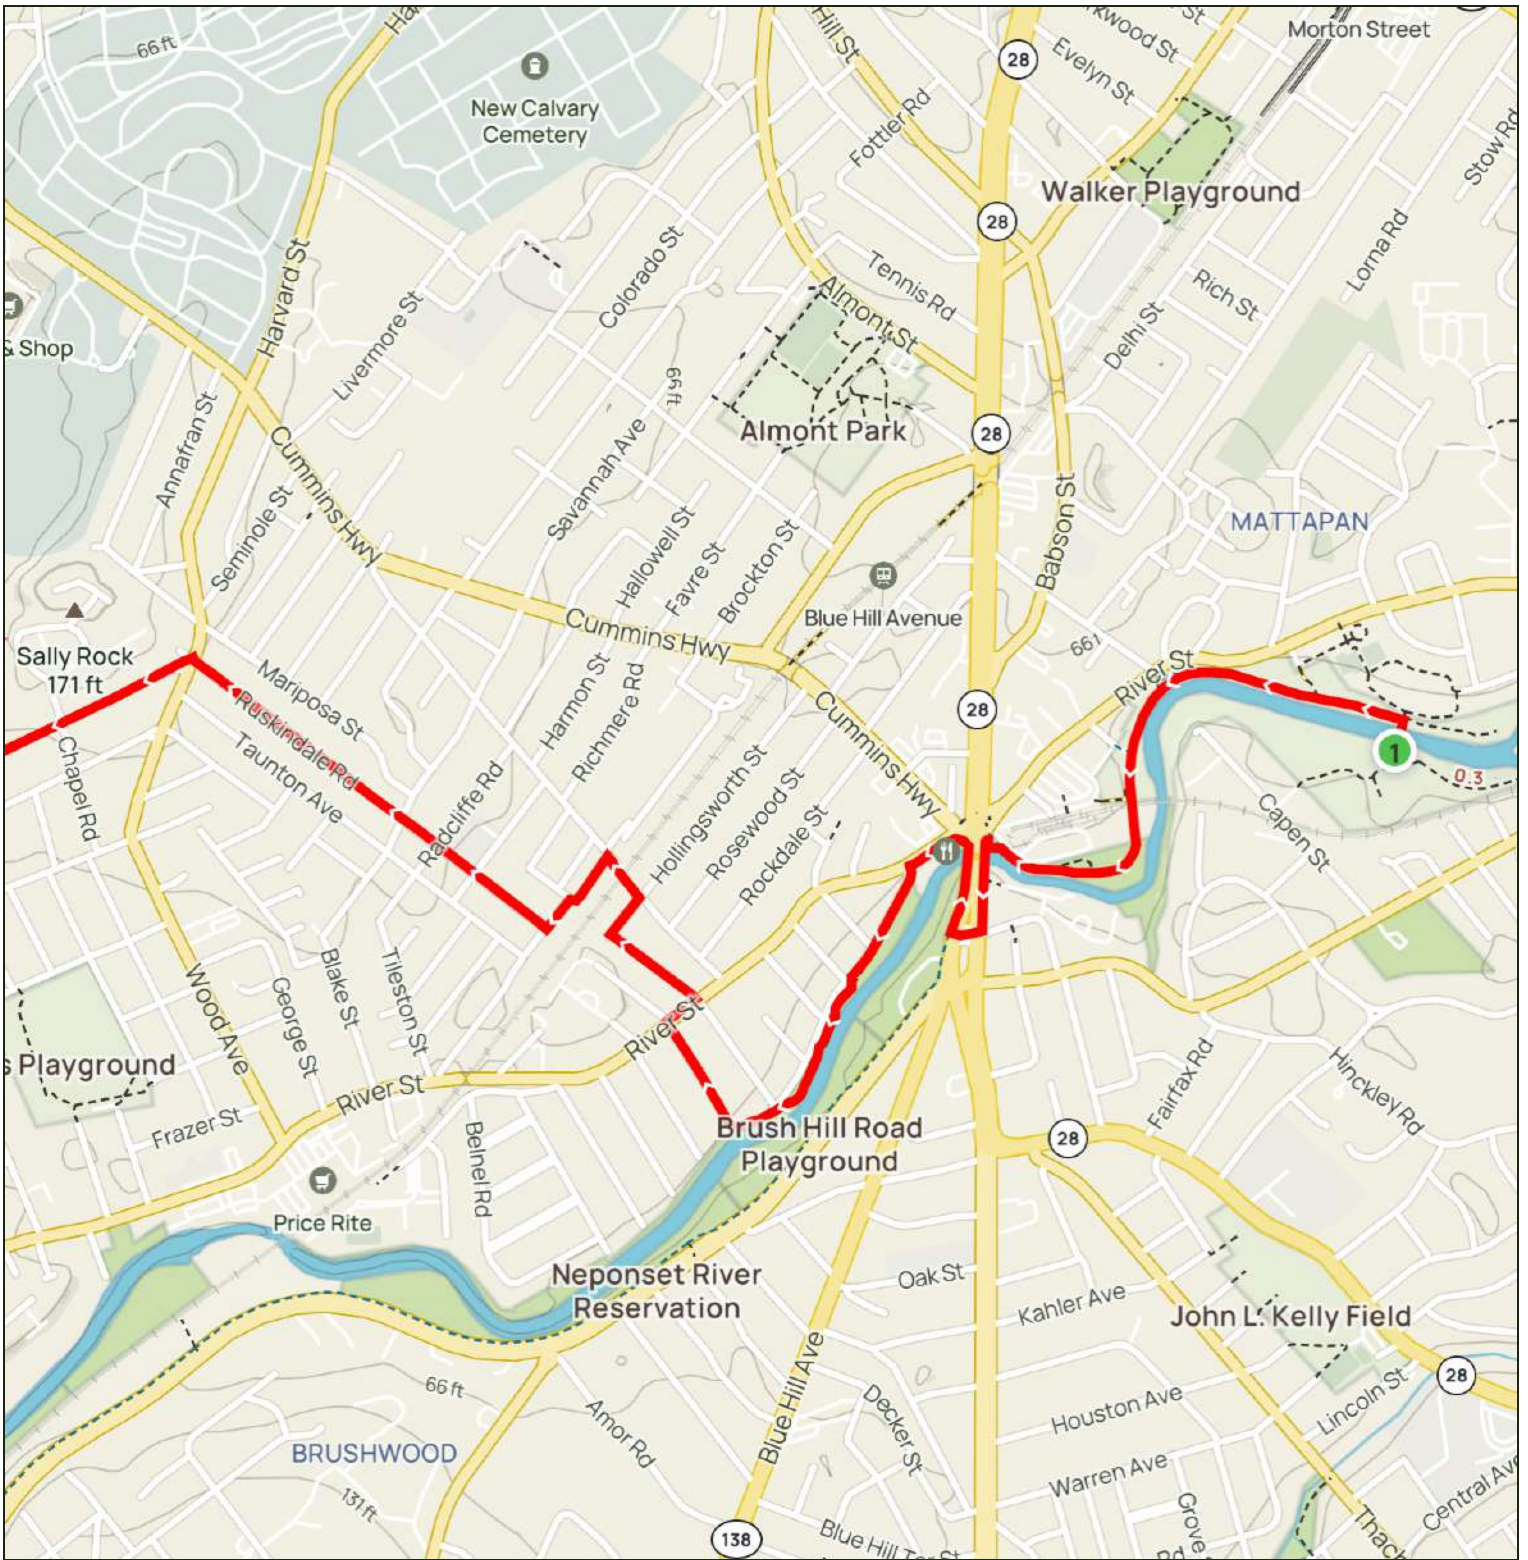 66 ft
Hill St
28
Evelyn St
Morton Street
New Calvary
Cemetery
Fottler Rd
Stow Rd
Walker Playground
28
Harvard St
Colorado St
Tennis Rd
Lorna Rd
Rich St
Livermore St
Almont St
Delhi St
& Shop
66 ft
Annafran St
Almont Park
28
Cummins Hwy
Savannah Ave
Babson St
Seminole St
Hallowell St
Favre St
Brockton St
MATTAPAN
Blue Hill Avenue
Cummins Hwy
661
Sally Rock
171 ft
Mariposa St
Harmon St
Richmere Rd
River St
28
Cummins Hwy
Ruskindale Rd
Taunton Ave
Chapel Rd
1
0.3
Radcliffe Rd
Hollingsworth St
Rosewood St
Rockdale St
Capen St
Wood Ave
George St
Blake St
Tileston St
River St
s Playground
River St
Frazer St
Fairfax Rd
Hinckley Rd
Belnel Rd
Brush Hill Road
Playground
28
Price Rite
Neponset River
Reservation
Oak St
Kahler Ave
John L. Kelly Field
66 ft
Blue Hill Ave
Decker St
Houston Ave
Lincoln St
28
Amor Rd
BRUSHWOOD
131 ft
Warren Ave
Grove
Central Ave
138
Blue Hill Ter St
Rd
Thach